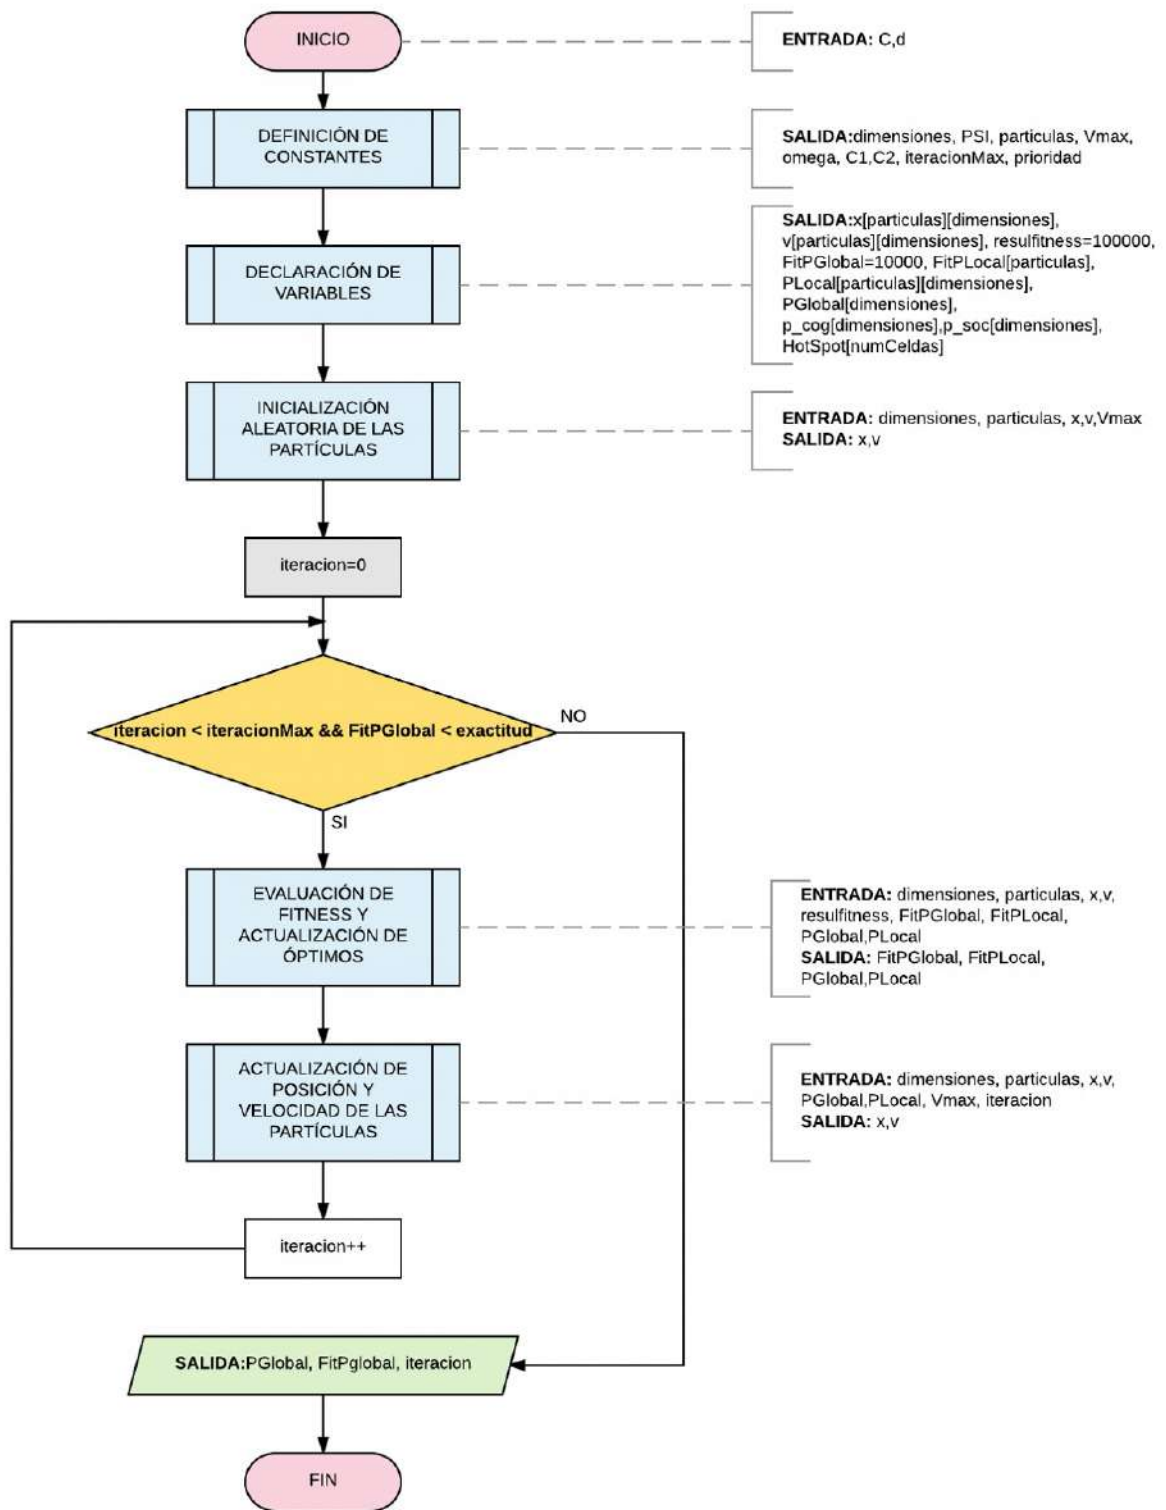 INICIO
ENTRADA: C,d
DEFINICIÓN DE
CONSTANTES
SALIDA:dimensiones, PSI, particulas, Vmax,
omega, C1,C2, iteracionMax, prioridad
DECLARACIÓN DE
VARIABLES
SALIDA:x[particulas][dimensiones],
v[particulas][dimensiones], resulfitness=100000,
FitPGlobal=10000, FitPLocal[particulas],
PLocal[particulas][dimensiones],
PGlobal[dimensiones],
p_cog[dimensiones],p_soc[dimensiones],
HotSpot[numCeldas]
INICIALIZACIÓN
ALEATORIA DE LAS
PARTÍCULAS
ENTRADA: dimensiones, particulas, x,v,Vmax
SALIDA: x,v
iteracion=0
iteracion < iteracionMax && FitPGlobal < exactitud
NO
SI
EVALUACIÓN DE
FITNESS Y
ACTUALIZACIÓN DE
ÓPTIMOS
ENTRADA: dimensiones, particulas, x,v,
resulfitness, FitPGlobal, FitPLocal,
PGlobal,PLocal
SALIDA: FitPGlobal, FitPLocal,
PGlobal,PLocal
ACTUALIZACIÓN DE
POSICIÓN Y
VELOCIDAD DE LAS
PARTÍCULAS
ENTRADA: dimensiones, particulas, x,v,
PGlobal,PLocal, Vmax, iteracion
SALIDA: x,v
iteracion++
SALIDA:PGlobal, FitPglobal, iteracion
FIN